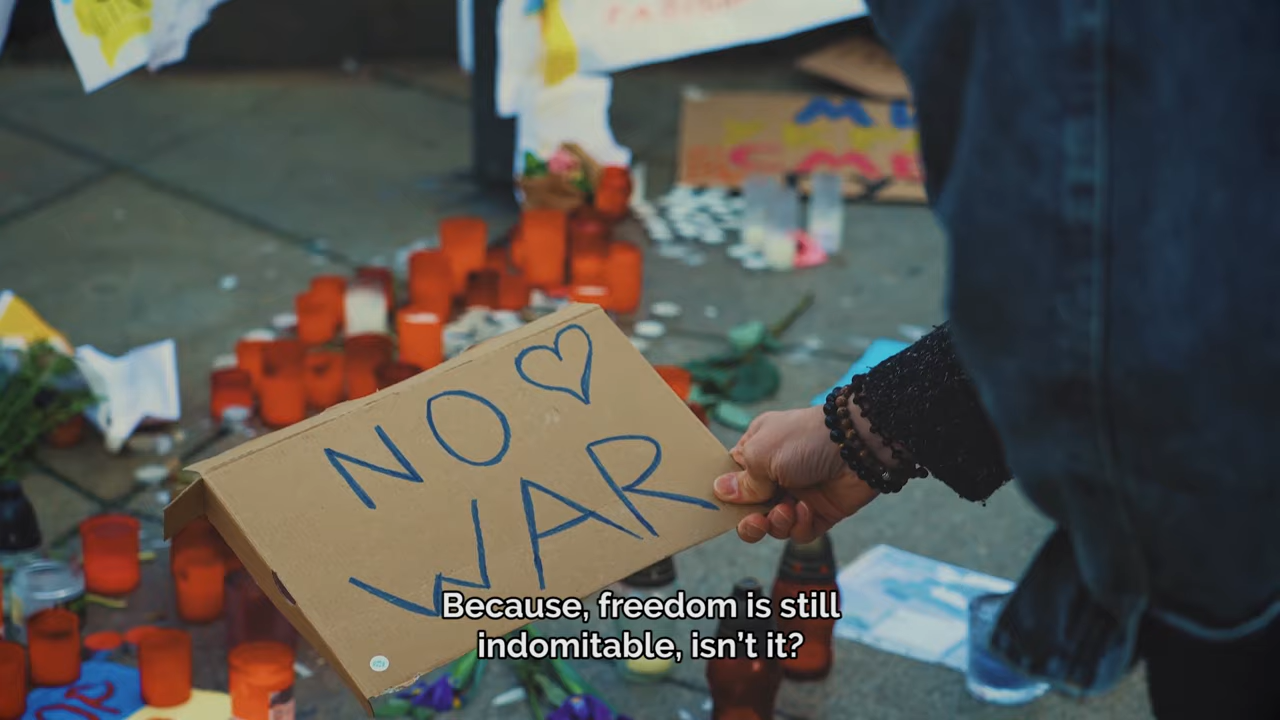 NO
WAR
Because, freedom is still
indomitable, isn't it?